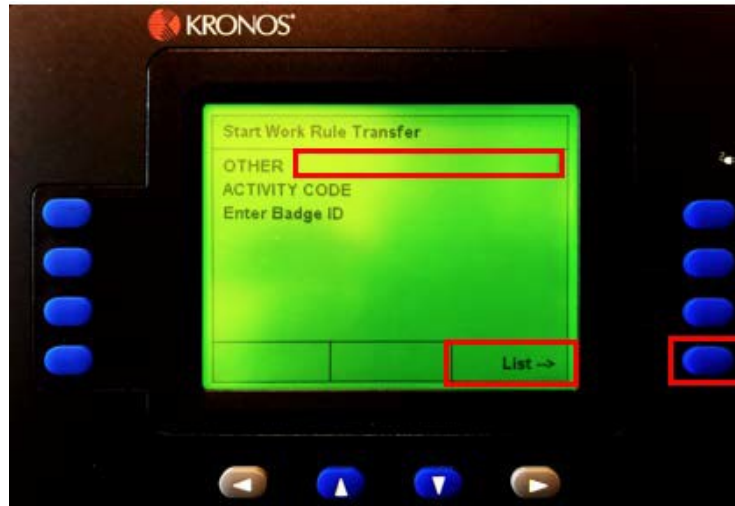 KRONOS
Start Work Rule Transfer
OTHER
ACTIVITY CODE
Enter Badge ID
List -->